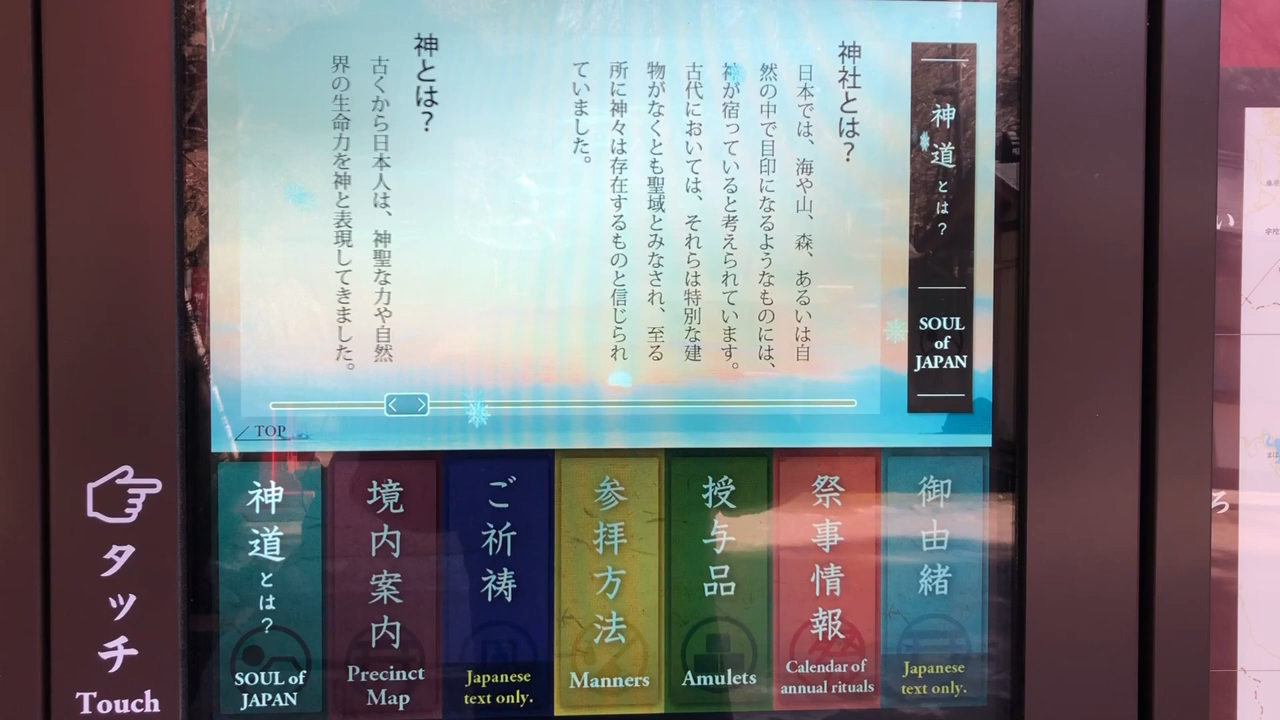 神道とは?
SOUL
of
JAPAN
神社とは?
日本では、海や山、森、あるいは自
然の中で目印になるようなものには、
神が宿っていると考えられています。
古代においては、それらは特別な建
物がなくとも聖域とみなされ、至る
所に神々は存在するものと信じられ
ていました。
神とは?
古くから日本人は、神聖な力や自然
界の生命力を神と表現してきました。
TOP
御由緒
Japanese
text only.
祭事情報
Calendar of
annual rituals
授与品
Amulets
参拝方法
Manners
ご祈祷
Japanese
text only.
境内案内
Precinct
Map
神道とは?
SOUL of
JAPAN
タッチ
Touch
い
ろ